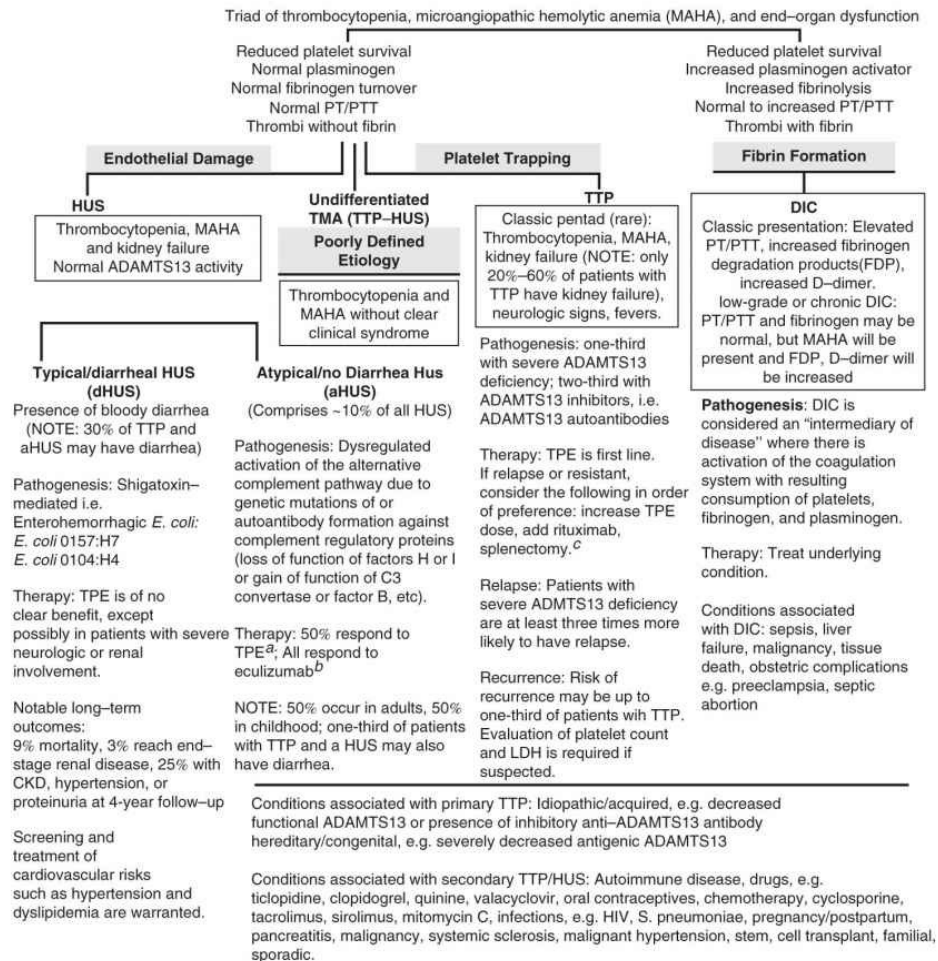 Triad of thrombocytopenia, microangiopathic hemolytic anemia (MAHA), and end–organ dysfunction
Reduced platelet survival
Normal plasminogen
Normal fibrinogen turnover
Normal PT/PTT
Thrombi without fibrin
Reduced platelet survival
Increased plasminogen activator
Increased fibrinolysis
Normal to increased PT/PTT
Thrombi with fibrin
Endothelial Damage
Platelet Trapping
Fibrin Formation
HUS
Thrombocytopenia, MAHA
and kidney failure
Normal ADAMTS13 activity
Undifferentiated
TMA (TTP–HUS)
Poorly Defined
Etiology
Thrombocytopenia and
MAHA without clear
clinical syndrome
TTP
Classic pentad (rare):
Thrombocytopenia, MAHA,
kidney failure (NOTE: only
20%–60% of patients with
TTP have kidney failure),
neurologic signs, fevers.
DIC
Classic presentation: Elevated
PT/PTT, increased fibrinogen
degradation products(FDP),
increased D–dimer.
low-grade or chronic DIC:
PT/PTT and fibrinogen may be
normal, but MAHA will be
present and FDP, D–dimer will
be increased
Typical/diarrheal HUS
(dHUS)
Presence of bloody diarrhea
(NOTE: 30% of TTP and
aHUS may have diarrhea)
Pathogenesis: Shigatoxin–
mediated i.e.
Enterohemorrhagic E. coli:
E. coli 0157:H7
E. coli 0104:H4
Therapy: TPE is of no
clear benefit, except
possibly in patients with severe
neurologic or renal
involvement.
Notable long–term
outcomes:
9% mortality, 3% reach end–
stage renal disease, 25% with
CKD, hypertension, or
proteinuria at 4-year follow–up
Screening and
treatment of
cardiovascular risks
such as hypertension and
dyslipidemia are warranted.
Atypical/no Diarrhea Hus
(aHUS)
(Comprises ~10% of all HUS)
Pathogenesis: Dysregulated
activation of the alternative
complement pathway due to
genetic mutations of or
autoantibody formation against
complement regulatory proteins
(loss of function of factors H or I
or gain of function of C3
convertase or factor B, etc).
Therapy: 50% respond to
TPEa; All respond to
eculizumabb
NOTE: 50% occur in adults, 50%
in childhood; one-third of patients
with TTP and a HUS may also
have diarrhea.
Pathogenesis: one-third
with severe ADAMTS13
deficiency; two-third with
ADAMTS13 inhibitors, i.e.
ADAMTS13 autoantibodies
Therapy: TPE is first line.
If relapse or resistant,
consider the following in order
of preference: increase TPE
dose, add rituximab,
splenectomy.c
Relapse: Patients with
severe ADMTS13 deficiency
are at least three times more
likely to have relapse.
Recurrence: Risk of
recurrence may be up to
one-third of patients wih TTP.
Evaluation of platelet count
and LDH is required if
suspected.
Pathogenesis: DIC is
considered an “intermediary of
disease” where there is
activation of the coagulation
system with resulting
consumption of platelets,
fibrinogen, and plasminogen.
Therapy: Treat underlying
condition.
Conditions associated
with DIC: sepsis, liver
failure, malignancy, tissue
death, obstetric complications
e.g. preeclampsia, septic
abortion
Conditions associated with primary TTP: Idiopathic/acquired, e.g. decreased
functional ADAMTS13 or presence of inhibitory anti–ADAMTS13 antibody
hereditary/congenital, e.g. severely decreased antigenic ADAMTS13
Conditions associated with secondary TTP/HUS: Autoimmune disease, drugs, e.g.
ticlopidine, clopidogrel, quinine, valacyclovir, oral contraceptives, chemotherapy, cyclosporine,
tacrolimus, sirolimus, mitomycin C, infections, e.g. HIV, S. pneumoniae, pregnancy/postpartum,
pancreatitis, malignancy, systemic sclerosis, malignant hypertension, stem, cell transplant, familial,
sporadic.